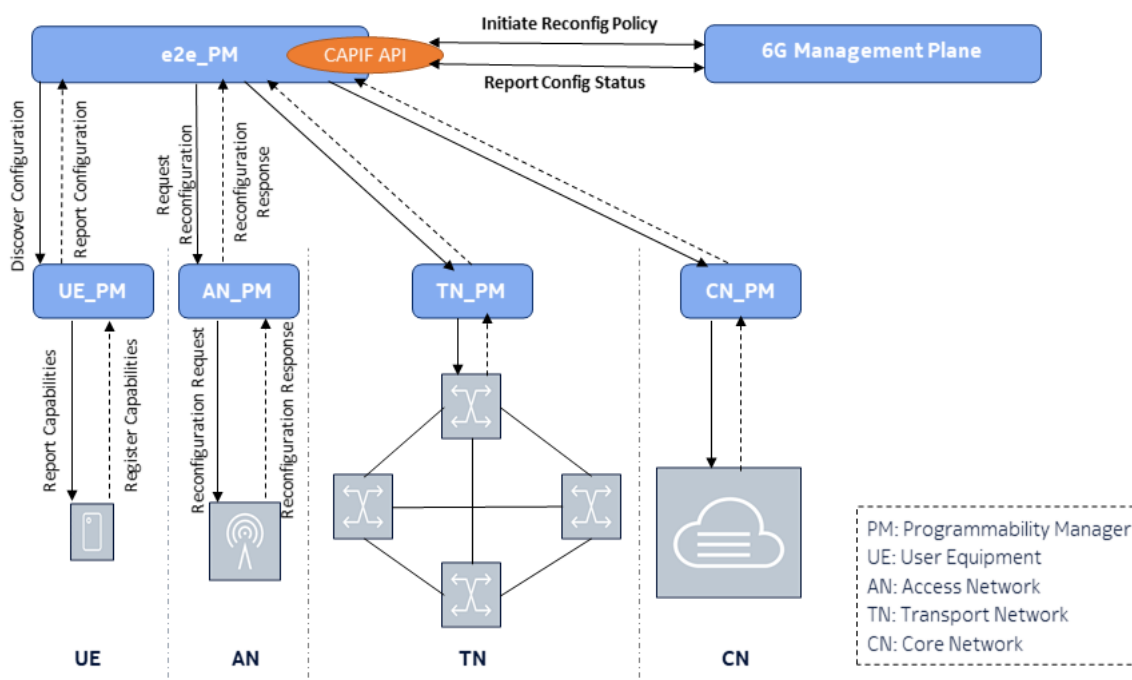 Initiate Reconfig Policy
e2e_PM
CAPIF API
6G Management Plane
Report Config Status
Discover Configuration
Report Configuration
Request
Reconfiguration
Reconfiguration
Response
UE_PM
AN_PM
TN_PM
CN_PM
Report Capabilities
Register Capabilities
Reconfiguration Request
Reconfiguration Response
PM: Programmability Manager
UE: User Equipment
AN: Access Network
TN: Transport Network
CN: Core Network
UE
AN
TN
CN